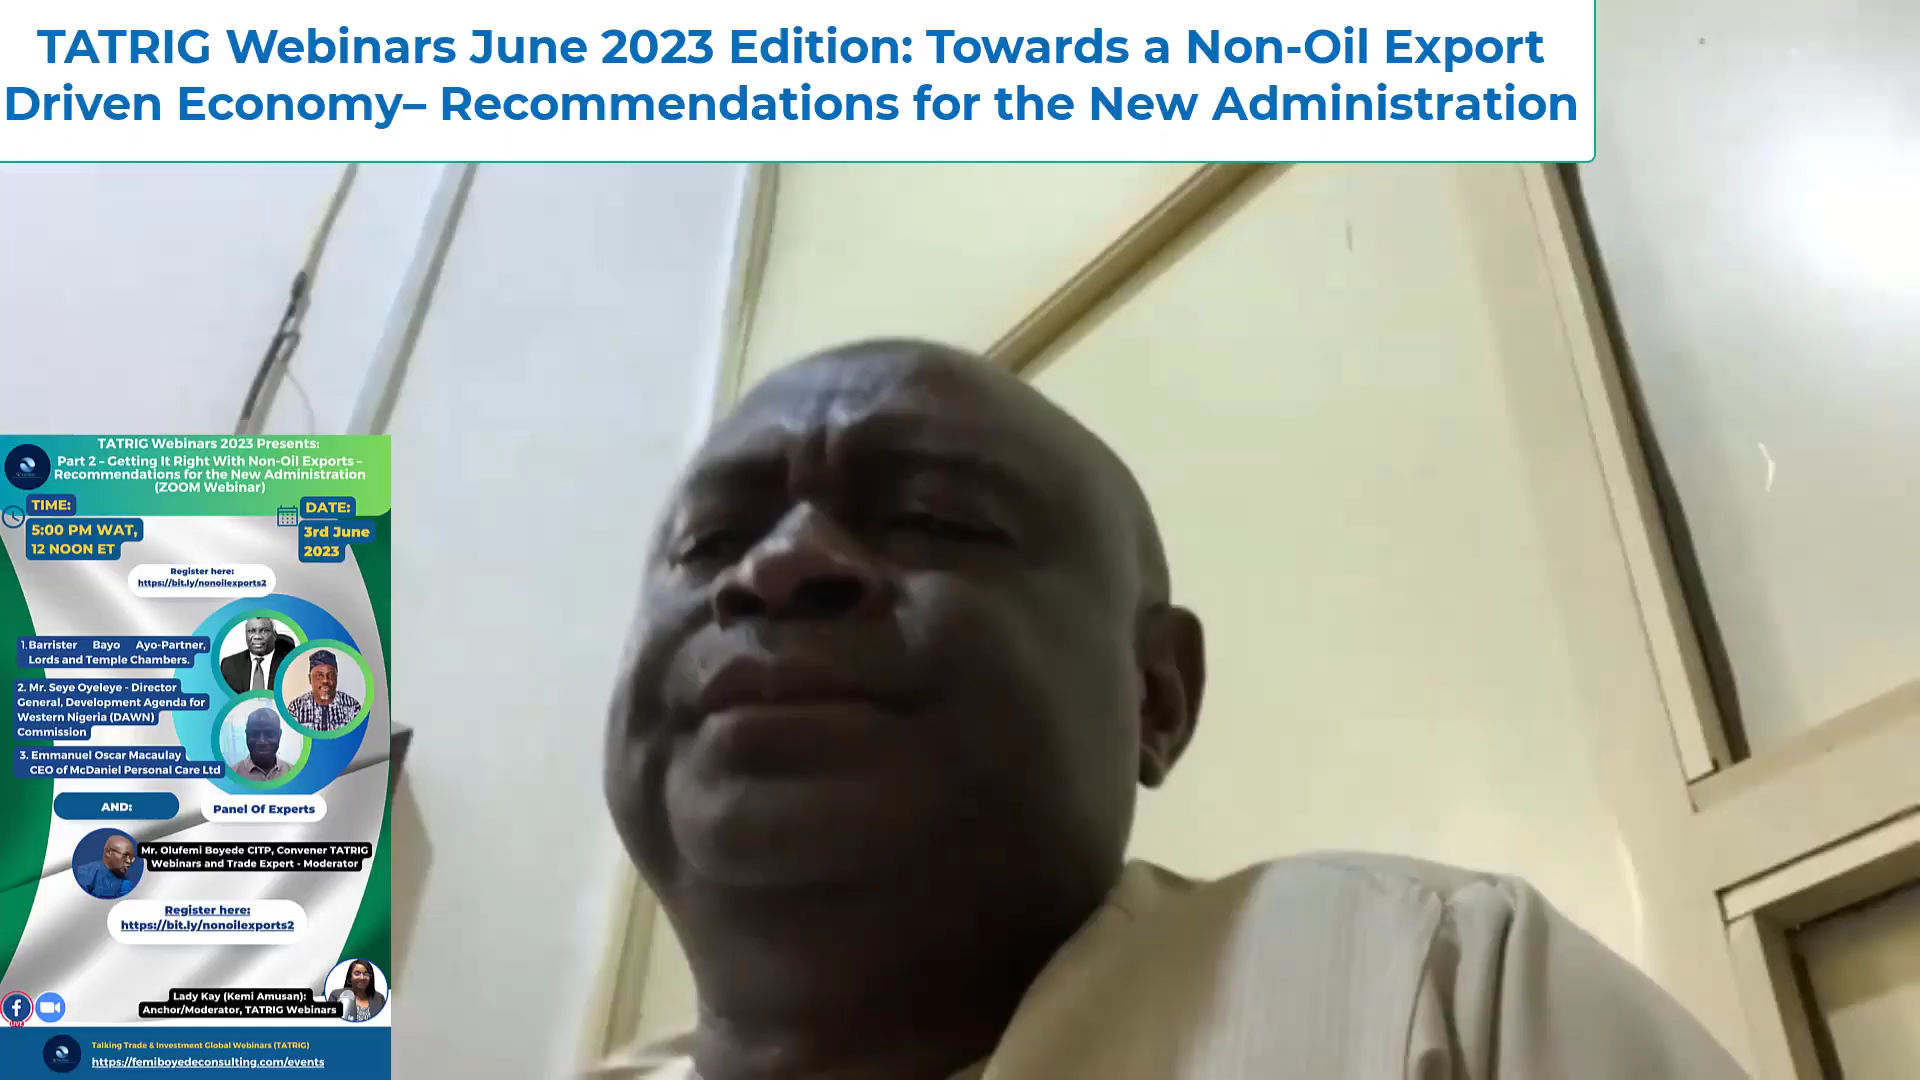 TATRIG Webinars June 2023 Edition: Towards a Non-Oil Export
Driven Economy– Recommendations for the New Administration
TATRIG Webinars 2023 Presents:
Part 2 – Getting It Right With Non-Oil Exports –
Recommendations for the New Administration
(ZOOM Webinar)
TIME:
5:00 PM WAT,
12 NOON ET
DATE:
3rd June
2023
Register here:
https://bit.ly/nonoilexports2
1. Barrister Bayo Ayo-Partner,
Lords and Temple Chambers.
2. Mr. Seye Oyeleye - Director
General, Development Agenda for
Western Nigeria (DAWN)
Commission
3. Emmanuel Oscar Macaulay
CEO of McDaniel Personal Care Ltd
AND:
Panel Of Experts
Mr. Olufemi Boyede CITP, Convener TATRIG
Webinars and Trade Expert - Moderator
Register here:
https://bit.ly/nonoilexports2
Lady Kay (Kemi Amusan):
Anchor/Moderator, TATRIG Webinars
LIVE
Talking Trade & Investment Global Webinars (TATRIG)
https://femiboyedeconsulting.com/events